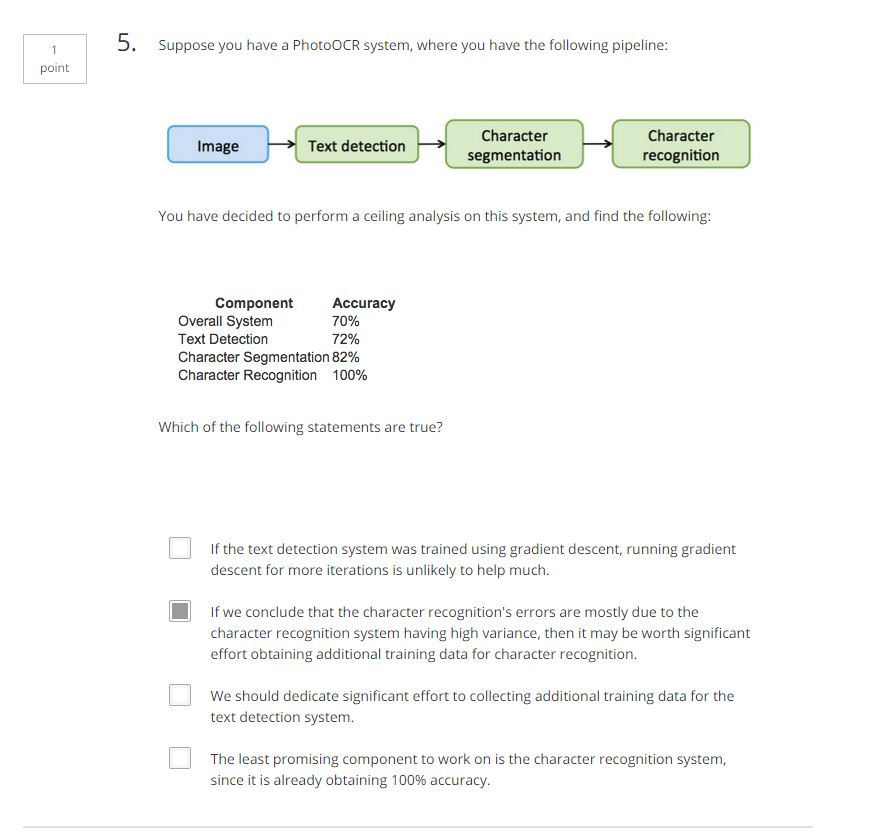 1
point
5. Suppose you have a PhotoOCR system, where you have the following pipeline:
Image
Text detection
Character
segmentation
Character
recognition
You have decided to perform a ceiling analysis on this system, and find the following:
Component Accuracy
Overall System 70%
Text Detection 72%
Character Segmentation 82%
Character Recognition 100%
Which of the following statements are true?
If the text detection system was trained using gradient descent, running gradient
descent for more iterations is unlikely to help much.
If we conclude that the character recognition's errors are mostly due to the
character recognition system having high variance, then it may be worth significant
effort obtaining additional training data for character recognition.
We should dedicate significant effort to collecting additional training data for the
text detection system.
The least promising component to work on is the character recognition system,
since it is already obtaining 100% accuracy.